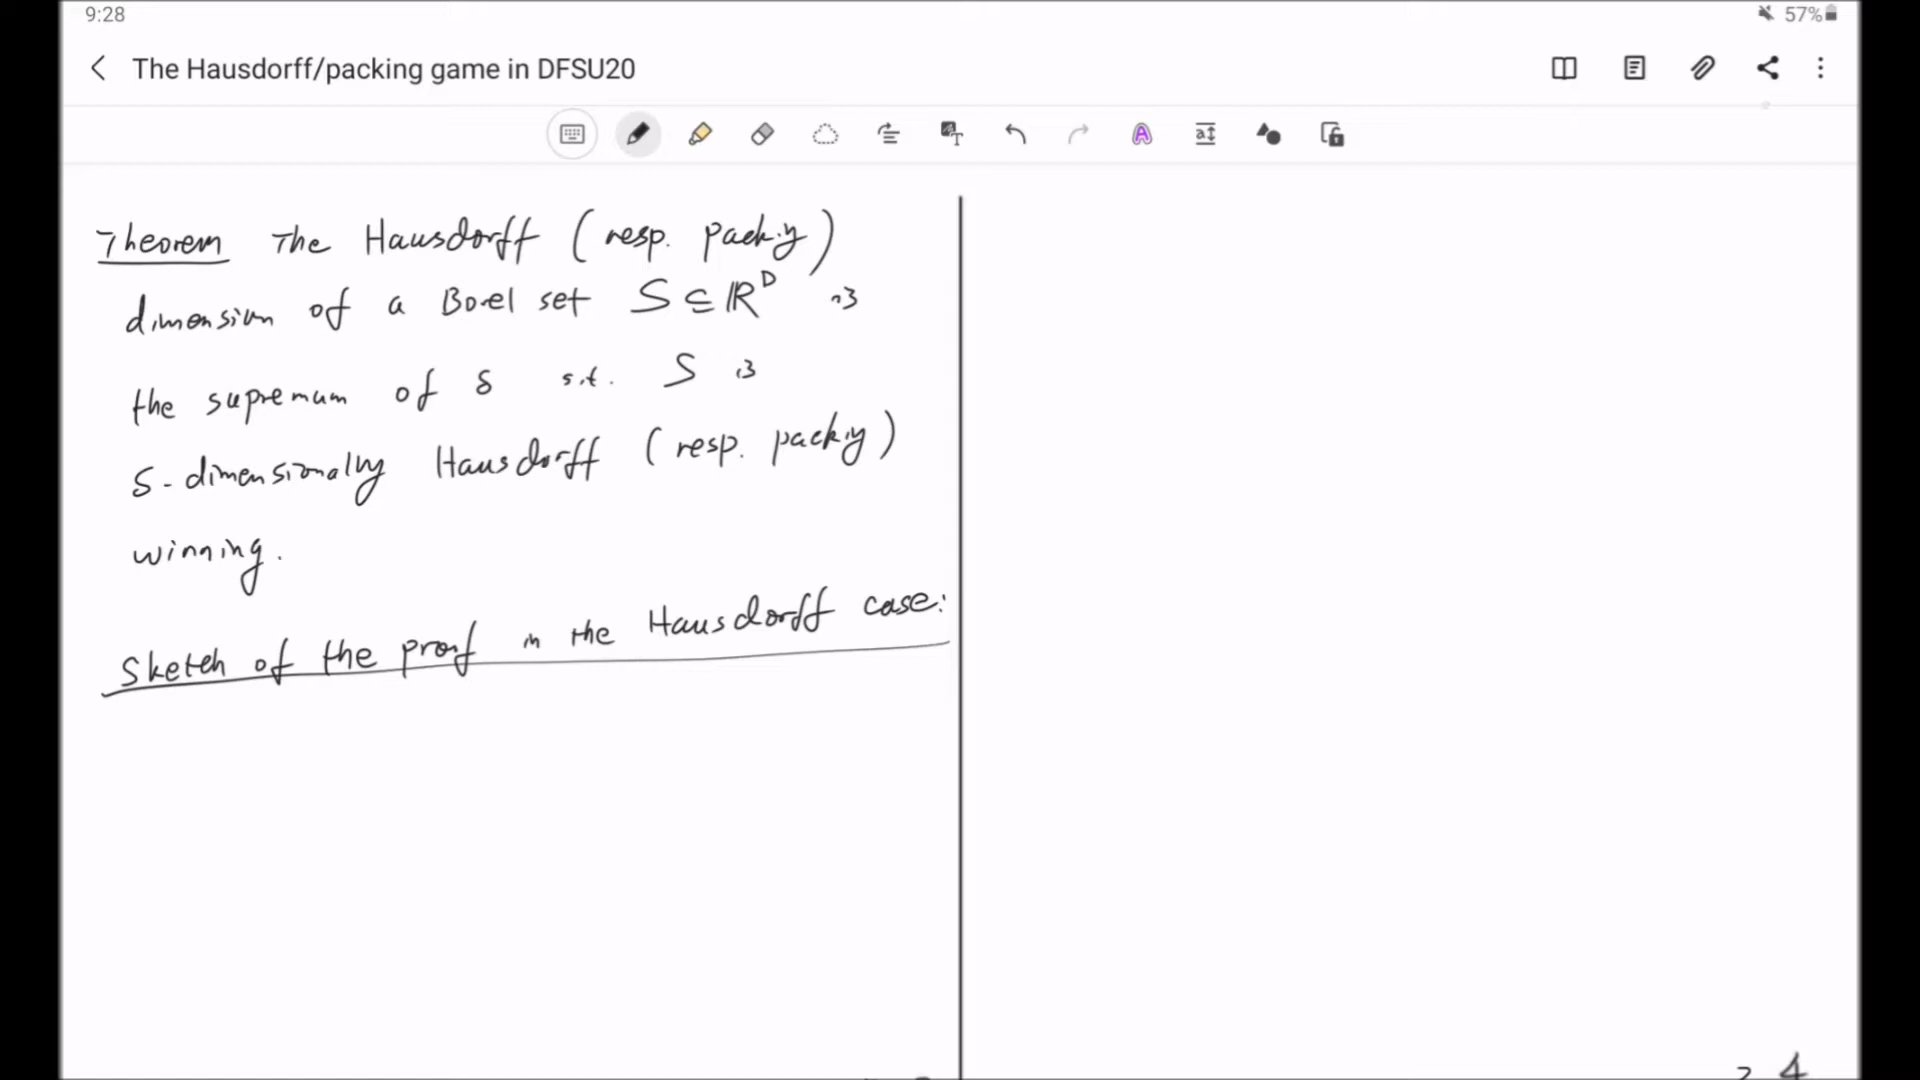 9:28
57%
The Hausdorff/packing game in DFSU20
Theorem The Hausdorff (resp. packing)
dimension of a Borel set S ⊆ ℝ^D is
the supremum of δ s.t. S is
δ-dimensionally Hausdorff (resp. packing)
winning.
Sketch of the proof in the Hausdorff case: